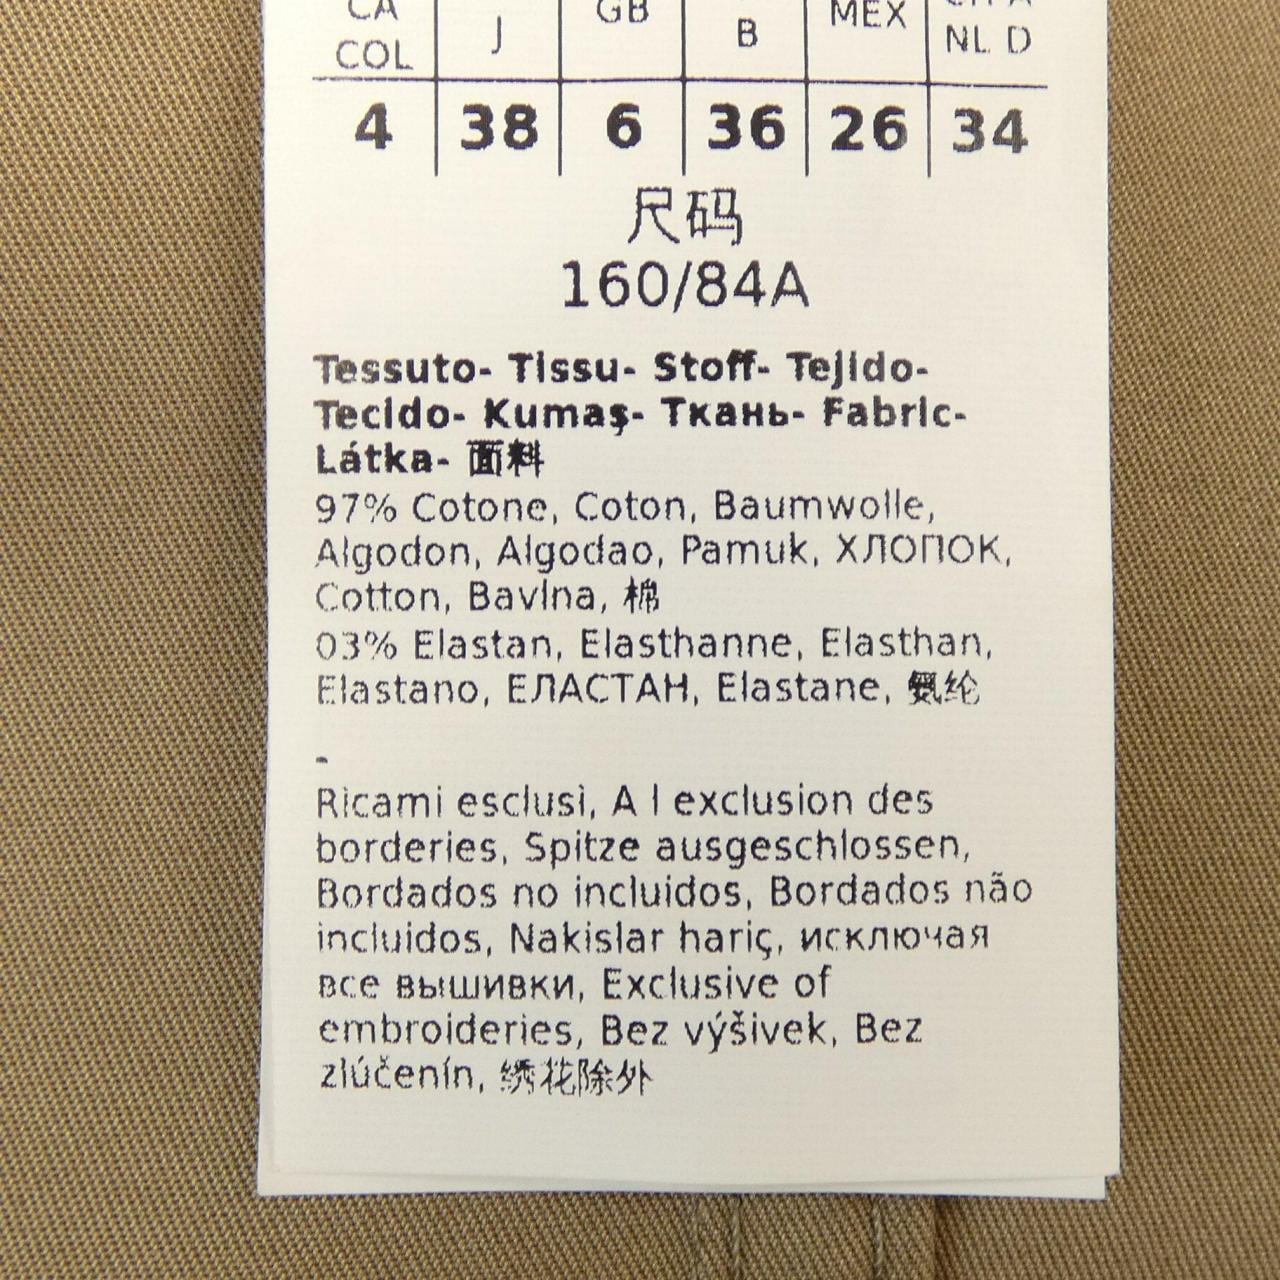 CA J GB B MEX
COL NL D
4 38 6 36 26 34
尺码
160/84A
Tessuto- Tissu- Stoff- Tejido-
Tecido- Kumaş- Ткань- Fabric-
Látka- 面料
97% Cotone, Coton, Baumwolle,
Algodon, Algodao, Pamuk, ХЛОПОК,
Cotton, Bavlna, 棉
03% Elastan, Elasthanne, Elasthan,
Elastano, ЕЛАСТАН, Elastane, 氨纶
-
Ricami esclusi, A l exclusion des
borderies, Spitze ausgeschlossen,
Bordados no incluidos, Bordados não
incluidos, Nakislar hariç, исключая
все вышивки, Exclusive of
embroideries, Bez výšivek, Bez
zlúčenín, 绣花除外